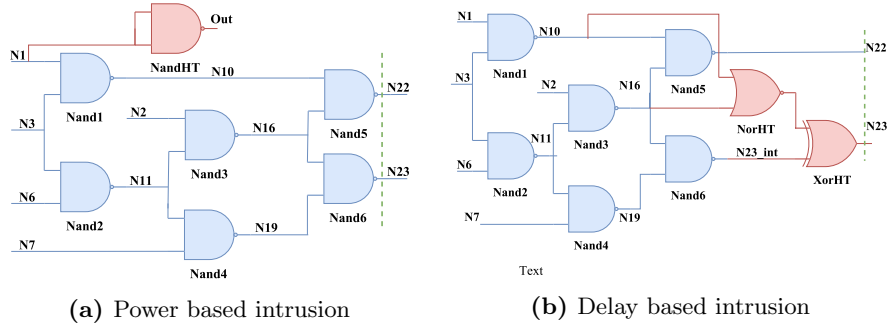 Out
N1
NandHT
N10
Nand1
N22
N3
N2
N16
Nand5
N23
N11
Nand3
N6
Nand2
N19
Nand6
N7
Nand4
(a) Power based intrusion
N1
N10
N22
Nand1
N3
N2
N16
Nand5
NorHT
N23
N11
Nand3
N23_int
XorHT
N6
Nand2
N19
Nand6
N7
Nand4
Text
(b) Delay based intrusion